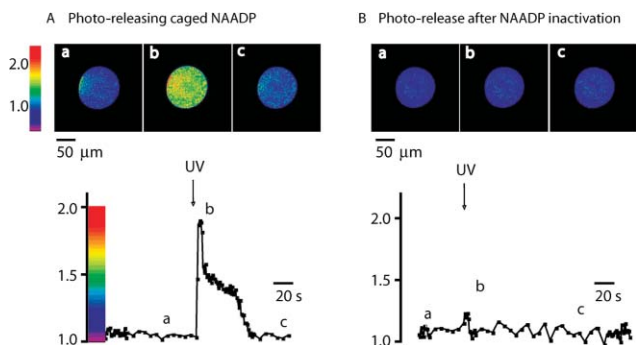 A Photo-releasing caged NAADP
a b c
2.0
1.0
50 µm
UV
2.0
b
1.5
a
20 s
c
1.0
B Photo-release after NAADP inactivation
a b c
50 µm
UV
2.0
1.5
b
20 s
a
c
1.0